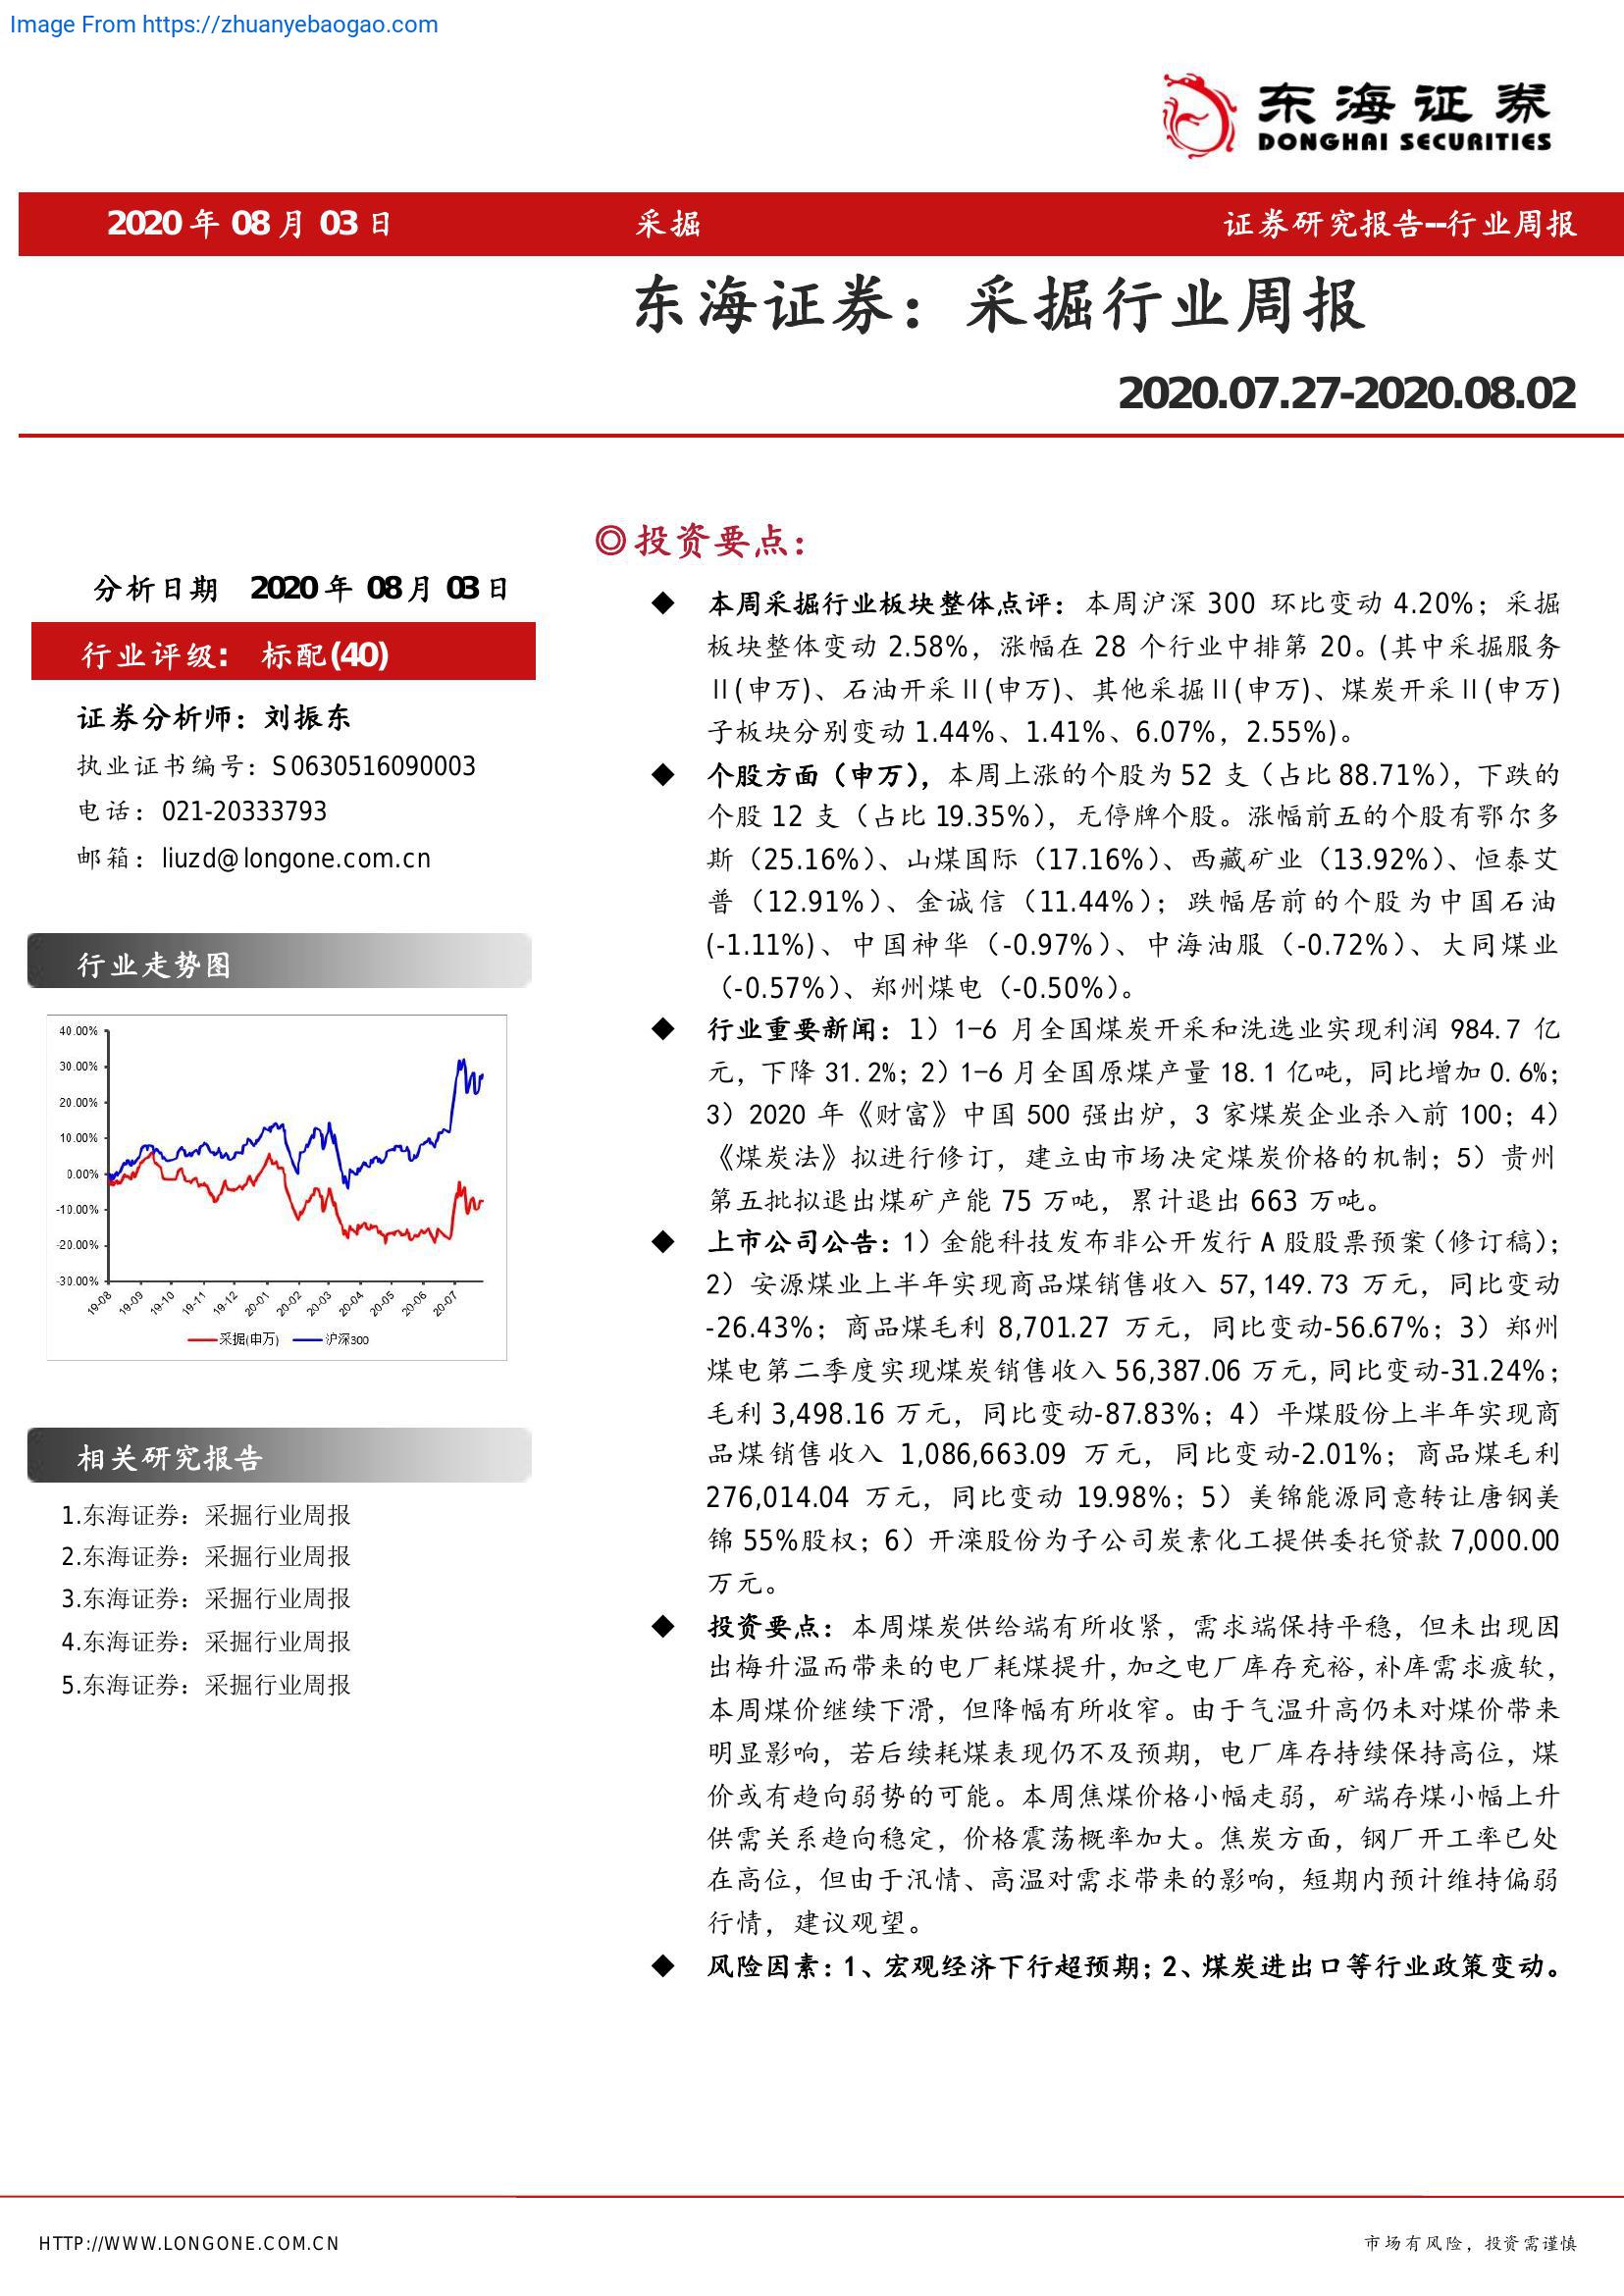 Image From https://zhuanyebaogao.com
东海证券
DONGHAI SECURITIES
2020 年 08 月 03 日 采掘 证券研究报告--行业周报
东海证券：采掘行业周报
2020.07.27-2020.08.02
分析日期 2020 年 08 月 03 日
行业评级： 标配(40)
证券分析师：刘振东
执业证书编号：S0630516090003
电话：021-20333793
邮箱：liuzd@longone.com.cn
行业走势图
40.00%
30.00%
20.00%
10.00%
0.00%
-10.00%
-20.00%
-30.00%
19-08 19-09 19-10 19-11 19-12 20-01 20-02 20-03 20-04 20-05 20-06 20-07
采掘(申万) 沪深300
相关研究报告
1.东海证券：采掘行业周报
2.东海证券：采掘行业周报
3.东海证券：采掘行业周报
4.东海证券：采掘行业周报
5.东海证券：采掘行业周报
◎投资要点：
◆ 本周采掘行业板块整体点评：本周沪深 300 环比变动 4.20%；采掘
板块整体变动 2.58%，涨幅在 28 个行业中排第 20。(其中采掘服务
Ⅱ(申万)、石油开采Ⅱ(申万)、其他采掘Ⅱ(申万)、煤炭开采Ⅱ(申万)
子板块分别变动 1.44%、1.41%、6.07%，2.55%)。
◆ 个股方面（申万），本周上涨的个股为 52 支（占比 88.71%），下跌的
个股 12 支（占比 19.35%），无停牌个股。涨幅前五的个股有鄂尔多
斯（25.16%）、山煤国际（17.16%）、西藏矿业（13.92%）、恒泰艾
普（12.91%）、金诚信（11.44%）；跌幅居前的个股为中国石油
(-1.11%)、中国神华（-0.97%）、中海油服（-0.72%）、大同煤业
（-0.57%）、郑州煤电（-0.50%）。
◆ 行业重要新闻：1）1-6 月全国煤炭开采和洗选业实现利润 984.7 亿
元，下降 31.2%；2）1-6 月全国原煤产量 18.1 亿吨，同比增加 0.6%；
3）2020 年《财富》中国 500 强出炉，3 家煤炭企业杀入前 100；4）
《煤炭法》拟进行修订，建立由市场决定煤炭价格的机制；5）贵州
第五批拟退出煤矿产能 75 万吨，累计退出 663 万吨。
◆ 上市公司公告：1）金能科技发布非公开发行 A 股股票预案（修订稿）；
2）安源煤业上半年实现商品煤销售收入 57,149.73 万元，同比变动
-26.43%；商品煤毛利 8,701.27 万元，同比变动-56.67%；3）郑州
煤电第二季度实现煤炭销售收入 56,387.06 万元，同比变动-31.24%；
毛利 3,498.16 万元，同比变动-87.83%；4）平煤股份上半年实现商
品煤销售收入 1,086,663.09 万元，同比变动-2.01%；商品煤毛利
276,014.04 万元，同比变动 19.98%；5）美锦能源同意转让唐钢美
锦 55%股权；6）开滦股份为子公司炭素化工提供委托贷款 7,000.00
万元。
◆ 投资要点：本周煤炭供给端有所收紧，需求端保持平稳，但未出现因
出梅升温而带来的电厂耗煤提升，加之电厂库存充裕，补库需求疲软，
本周煤价继续下滑，但降幅有所收窄。由于气温升高仍未对煤价带来
明显影响，若后续耗煤表现仍不及预期，电厂库存持续保持高位，煤
价或有趋向弱势的可能。本周焦煤价格小幅走弱，矿端存煤小幅上升
供需关系趋向稳定，价格震荡概率加大。焦炭方面，钢厂开工率已处
在高位，但由于汛情、高温对需求带来的影响，短期内预计维持偏弱
行情，建议观望。
◆ 风险因素：1、宏观经济下行超预期；2、煤炭进出口等行业政策变动。
HTTP://WWW.LONGONE.COM.CN 市场有风险，投资需谨慎